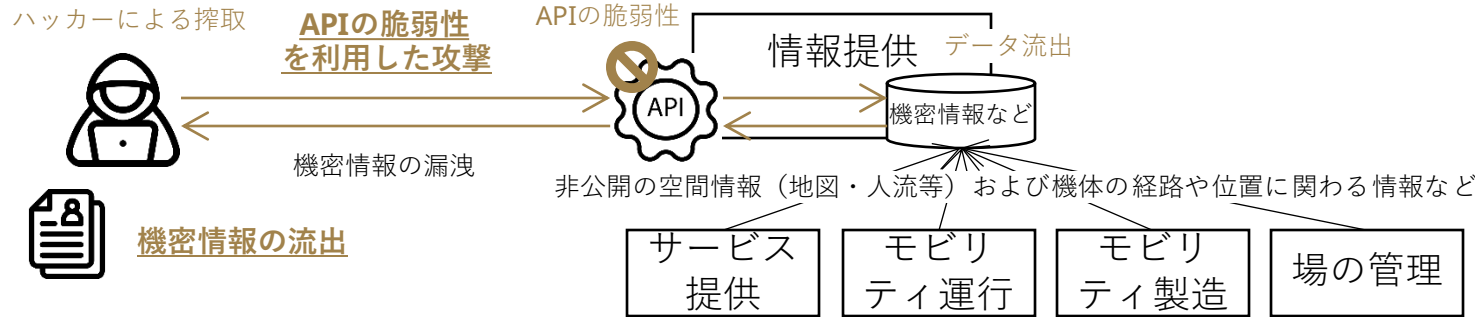 ハッカーによる搾取
APIの脆弱性
を利用した攻撃
APIの脆弱性
情報提供
データ流出
API
機密情報など
機密情報の漏洩
非公開の空間情報（地図・人流等）および機体の経路や位置に関わる情報など
機密情報の流出
サービス
提供
モビリ
ティ運行
モビリ
ティ製造
場の管理